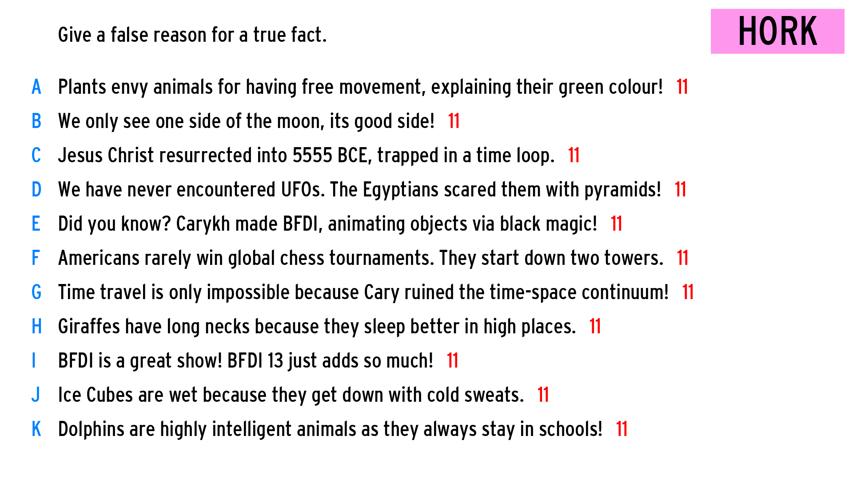 Give a false reason for a true fact.
HORK
A Plants envy animals for having free movement, explaining their green colour! 11
B We only see one side of the moon, its good side! 11
C Jesus Christ resurrected into 5555 BCE, trapped in a time loop. 11
D We have never encountered UFOs. The Egyptians scared them with pyramids! 11
E Did you know? Carykh made BFDI, animating objects via black magic! 11
F Americans rarely win global chess tournaments. They start down two towers. 11
G Time travel is only impossible because Cary ruined the time-space continuum! 11
H Giraffes have long necks because they sleep better in high places. 11
I BFDI is a great show! BFDI 13 just adds so much! 11
J Ice Cubes are wet because they get down with cold sweats. 11
K Dolphins are highly intelligent animals as they always stay in schools! 11